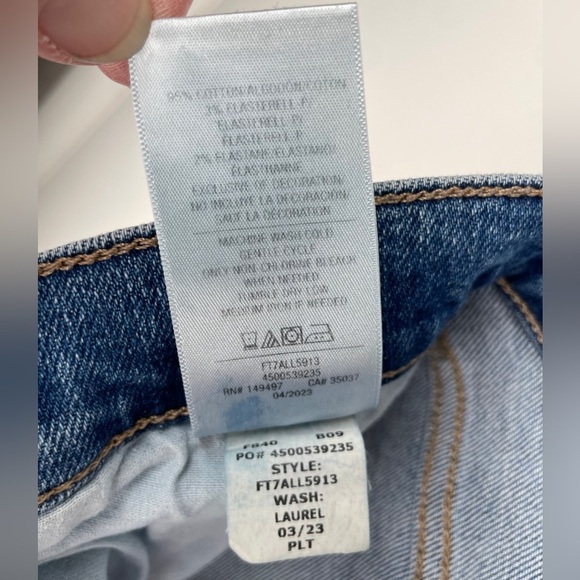 95% COTTON/ALGODÓN/COTON
3% ELASTERELL-P/
ELASTERELL-P/
ELASTERELL-P
2% ELASTANE/ELASTANO/
ÉLASTHANNE
EXCLUSIVE OF DECORATION
NO INCLUYE LA DECORACIÓN
SAUF LA DÉCORATION
MACHINE WASH COLD
GENTLE CYCLE
ONLY NON-CHLORINE BLEACH
WHEN NEEDED
TUMBLE DRY LOW
MEDIUM IRON IF NEEDED
FT7ALL5913
4500539235
RN# 149497 CA# 35037
04/2023
F840 B09
PO# 4500539235
STYLE:
FT7ALL5913
WASH:
LAUREL
03/23
PLT